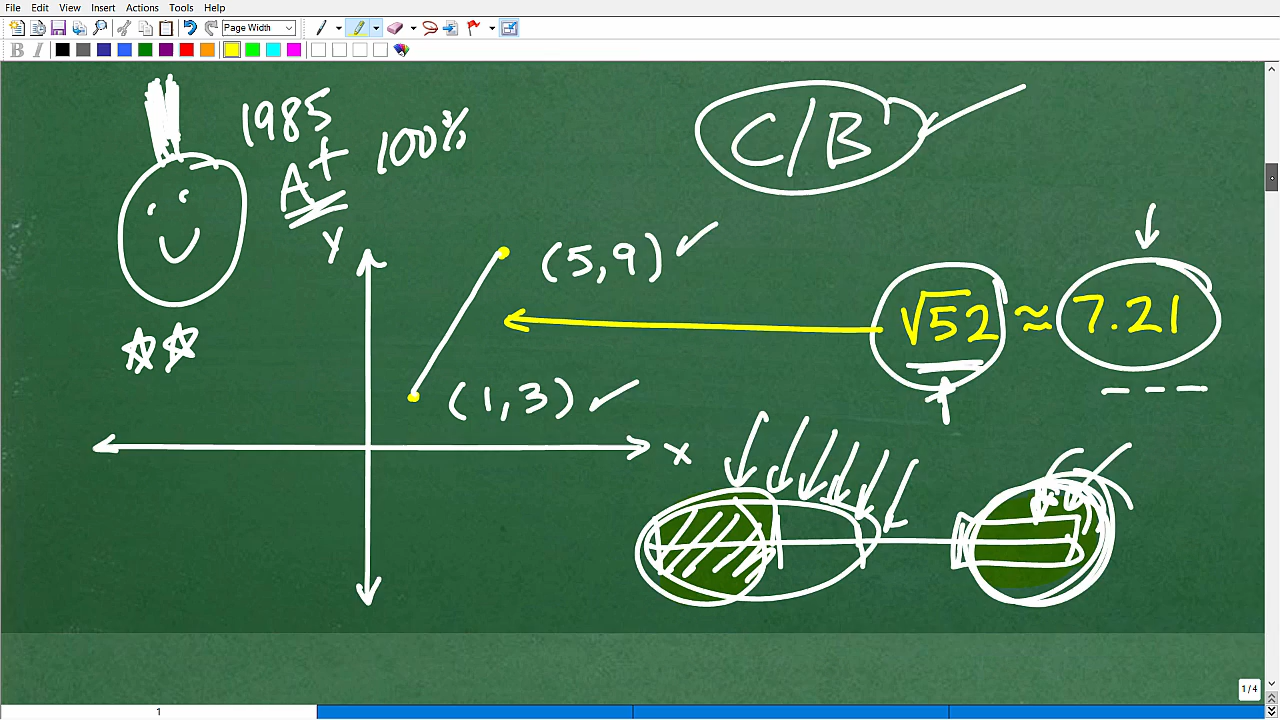 File Edit View Insert Actions Tools Help
Page Width
B I
1985
A+ 100%
C/B
Y
(5,9)
√52 ≈ 7.21
(1,3)
X
1/4
1